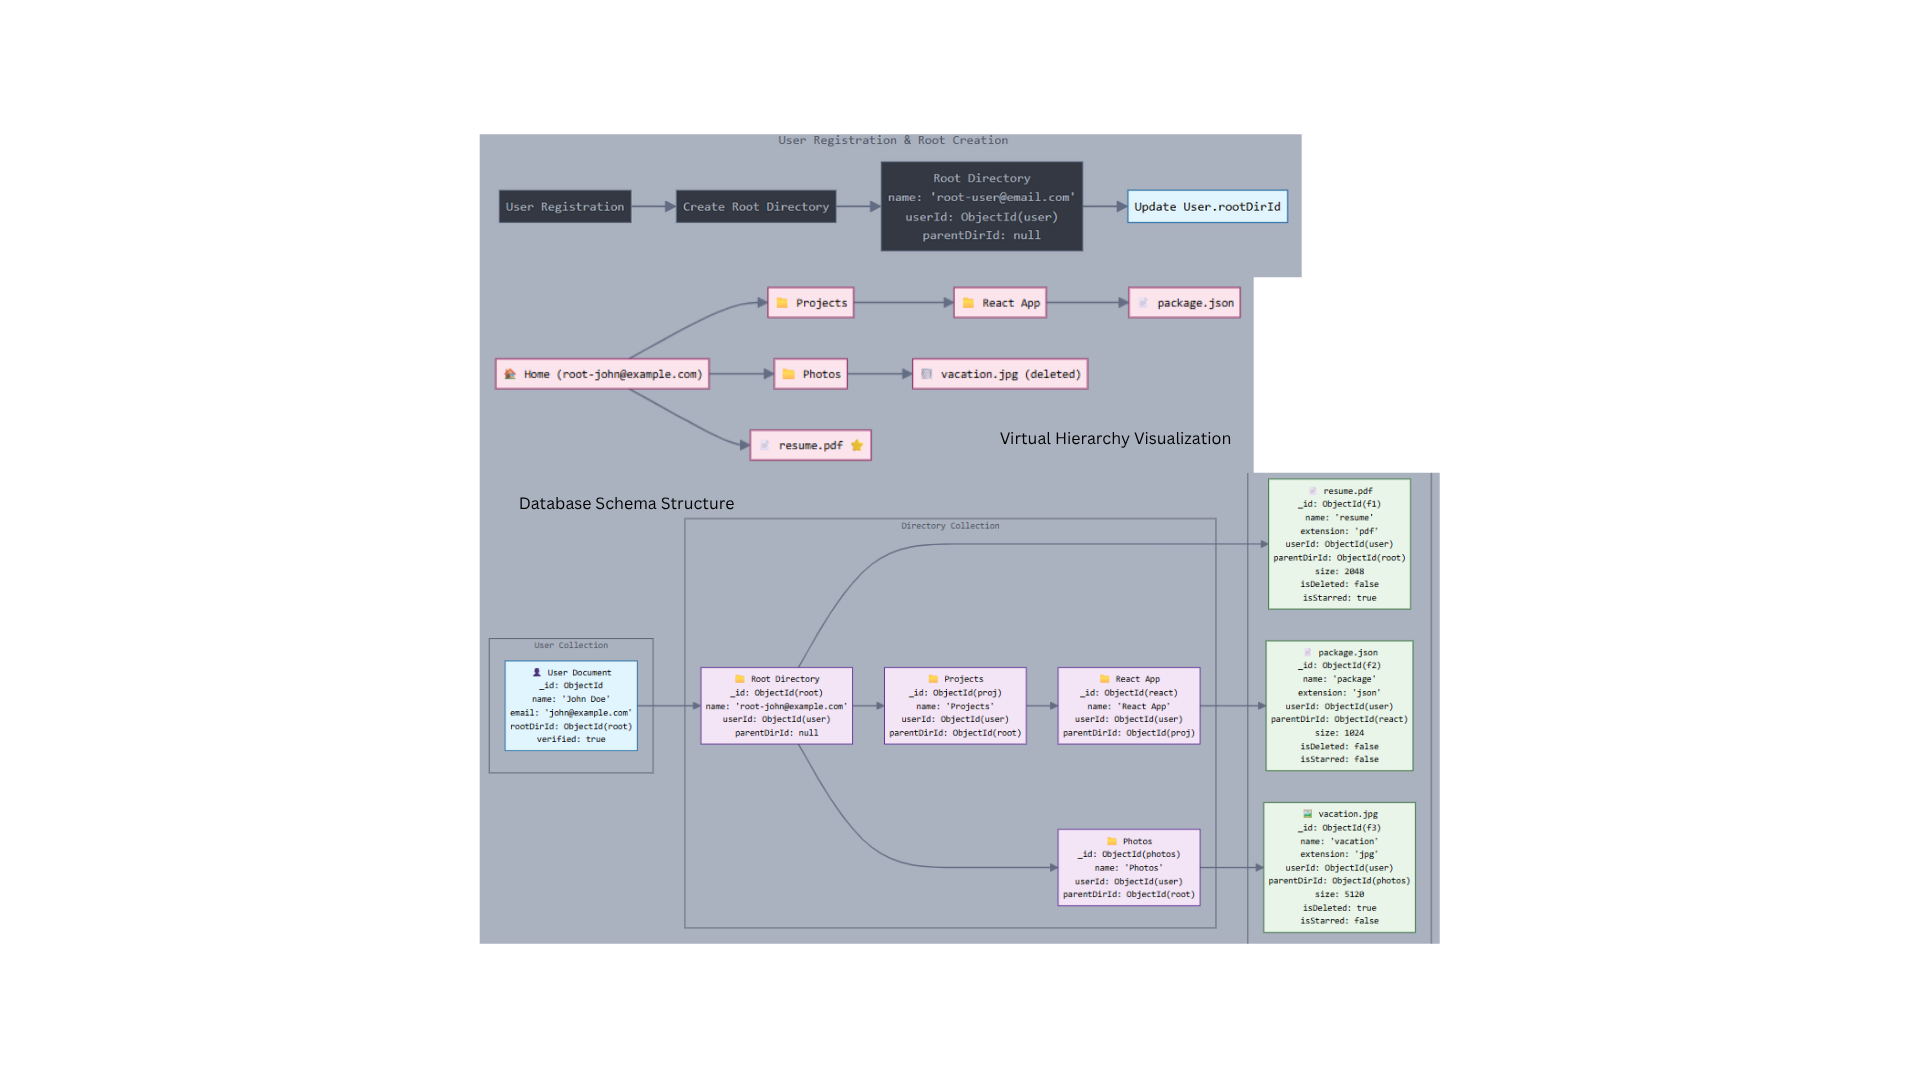 User Registration & Root Creation
User Registration
Create Root Directory
Root Directory
name: 'root-user@email.com'
userId: ObjectId(user)
parentDirId: null
Update User.rootDirId
Projects
React App
package.json
Home (root-john@example.com)
Photos
vacation.jpg (deleted)
resume.pdf
Virtual Hierarchy Visualization
Database Schema Structure
Directory Collection
resume.pdf
_id: ObjectId(f1)
name: 'resume'
extension: 'pdf'
userId: ObjectId(user)
parentDirId: ObjectId(root)
size: 2048
isDeleted: false
isStarred: true
User Collection
User Document
_id: ObjectId
name: 'John Doe'
email: 'john@example.com'
rootDirId: ObjectId(root)
verified: true
Root Directory
_id: ObjectId(root)
name: 'root-john@example.com'
userId: ObjectId(user)
parentDirId: null
Projects
_id: ObjectId(proj)
name: 'Projects'
userId: ObjectId(user)
parentDirId: ObjectId(root)
React App
_id: ObjectId(react)
name: 'React App'
userId: ObjectId(user)
parentDirId: ObjectId(proj)
package.json
_id: ObjectId(f2)
name: 'package'
extension: 'json'
userId: ObjectId(user)
parentDirId: ObjectId(react)
size: 1024
isDeleted: false
isStarred: false
Photos
_id: ObjectId(photos)
name: 'Photos'
userId: ObjectId(user)
parentDirId: ObjectId(root)
vacation.jpg
_id: ObjectId(f3)
name: 'vacation'
extension: 'jpg'
userId: ObjectId(user)
parentDirId: ObjectId(photos)
size: 5120
isDeleted: true
isStarred: false